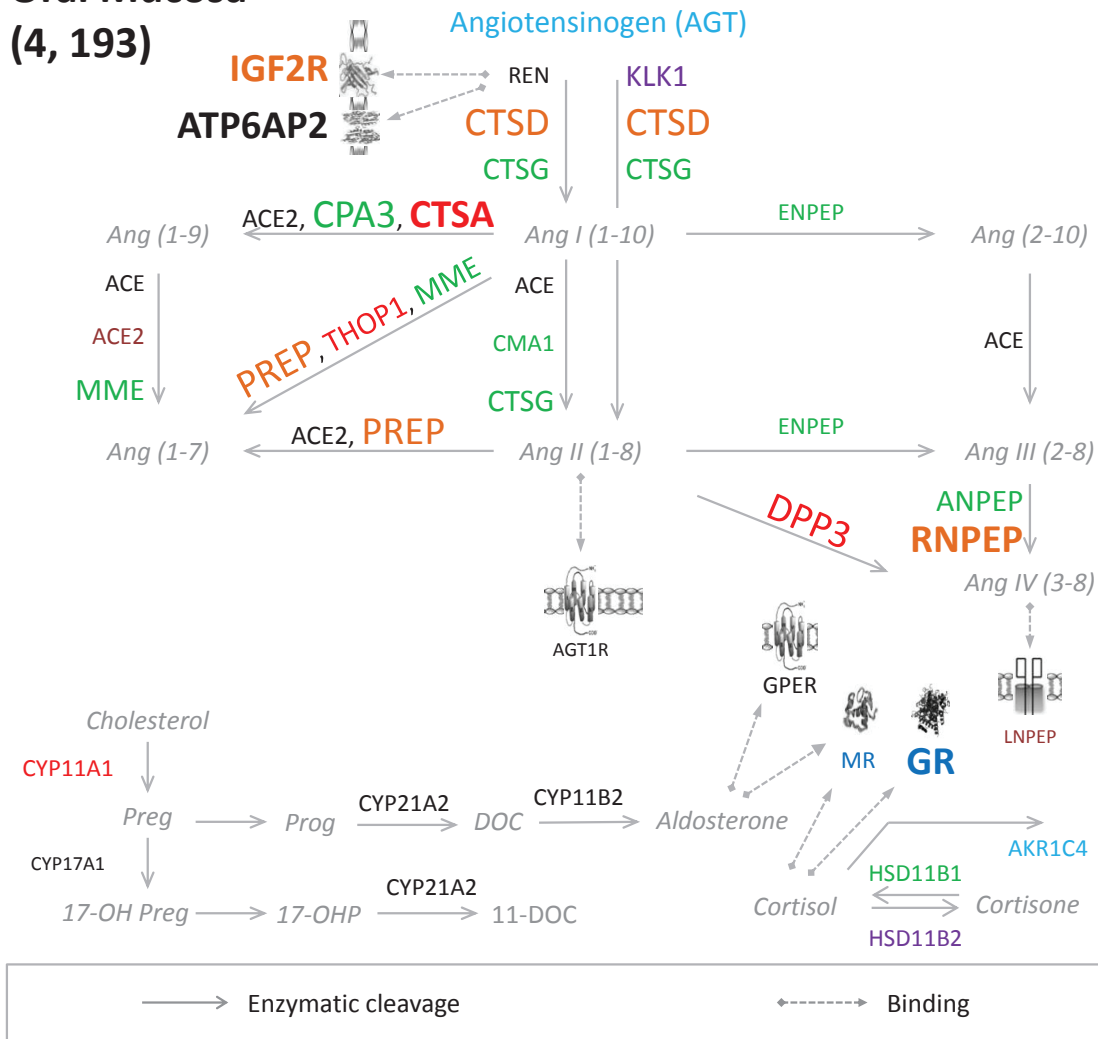 (4, 193)
Angiotensinogen (AGT)
IGF2R
REN
KLK1
ATP6AP2
CTSD
CTSD
CTSG
CTSG
ACE2, CPA3, CTSA
ENPEP
Ang (1-9)
Ang I (1-10)
Ang (2-10)
ACE
PREP, THOP1, MME
ACE
ACE2
CMA1
ACE
MME
CTSG
ACE2, PREP
ENPEP
Ang (1-7)
Ang II (1-8)
Ang III (2-8)
DPP3
ANPEP
RNPEP
Ang IV (3-8)
AGT1R
GPER
LNPEP
MR
GR
Cholesterol
CYP11A1
Preg
Prog
CYP21A2
DOC
CYP11B2
Aldosterone
AKR1C4
CYP17A1
17-OH Preg
17-OHP
CYP21A2
11-DOC
Cortisol
HSD11B1
HSD11B2
Cortisone
Enzymatic cleavage
Binding